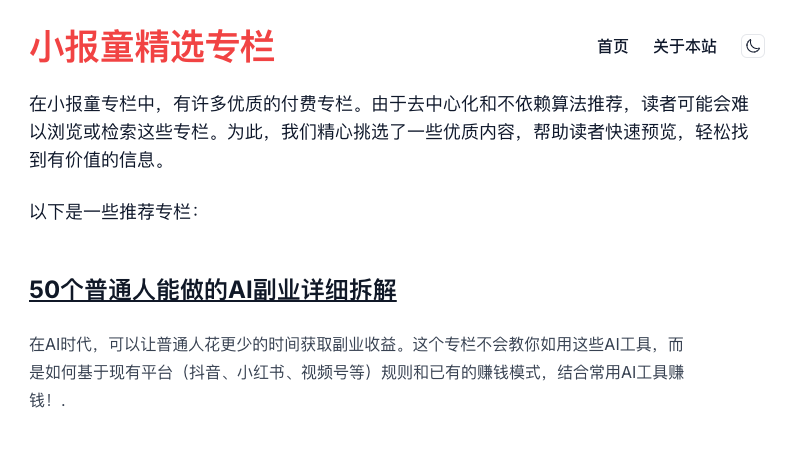 小报童精选专栏
首页
关于本站
在小报童专栏中，有许多优质的付费专栏。由于去中心化和不依赖算法推荐，读者可能会难
以浏览或检索这些专栏。为此，我们精心挑选了一些优质内容，帮助读者快速预览，轻松找
到有价值的信息。
以下是一些推荐专栏：
50个普通人能做的AI副业详细拆解
在AI时代，可以让普通人花更少的时间获取副业收益。这个专栏不会教你如用这些AI工具，而
是如何基于现有平台（抖音、小红书、视频号等）规则和已有的赚钱模式，结合常用AI工具赚
钱！.